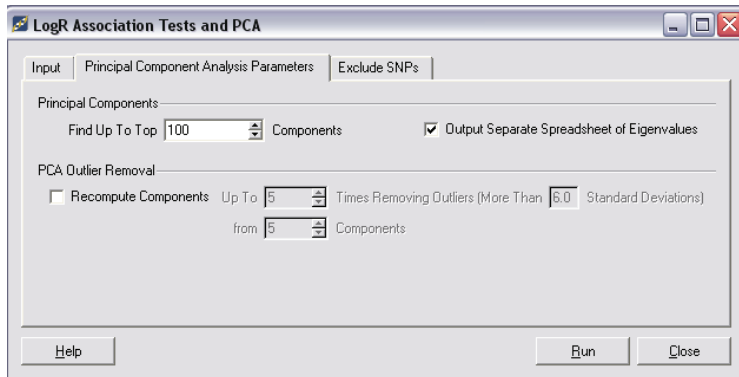 LogR Association Tests and PCA
Input Principal Component Analysis Parameters Exclude SNPs
Principal Components
Find Up To Top 100 Components Output Separate Spreadsheet of Eigenvalues
PCA Outlier Removal
Recompute Components Up To 5 Times Removing Outliers (More Than 6.0 Standard Deviations)
from 5 Components
Help Run Close